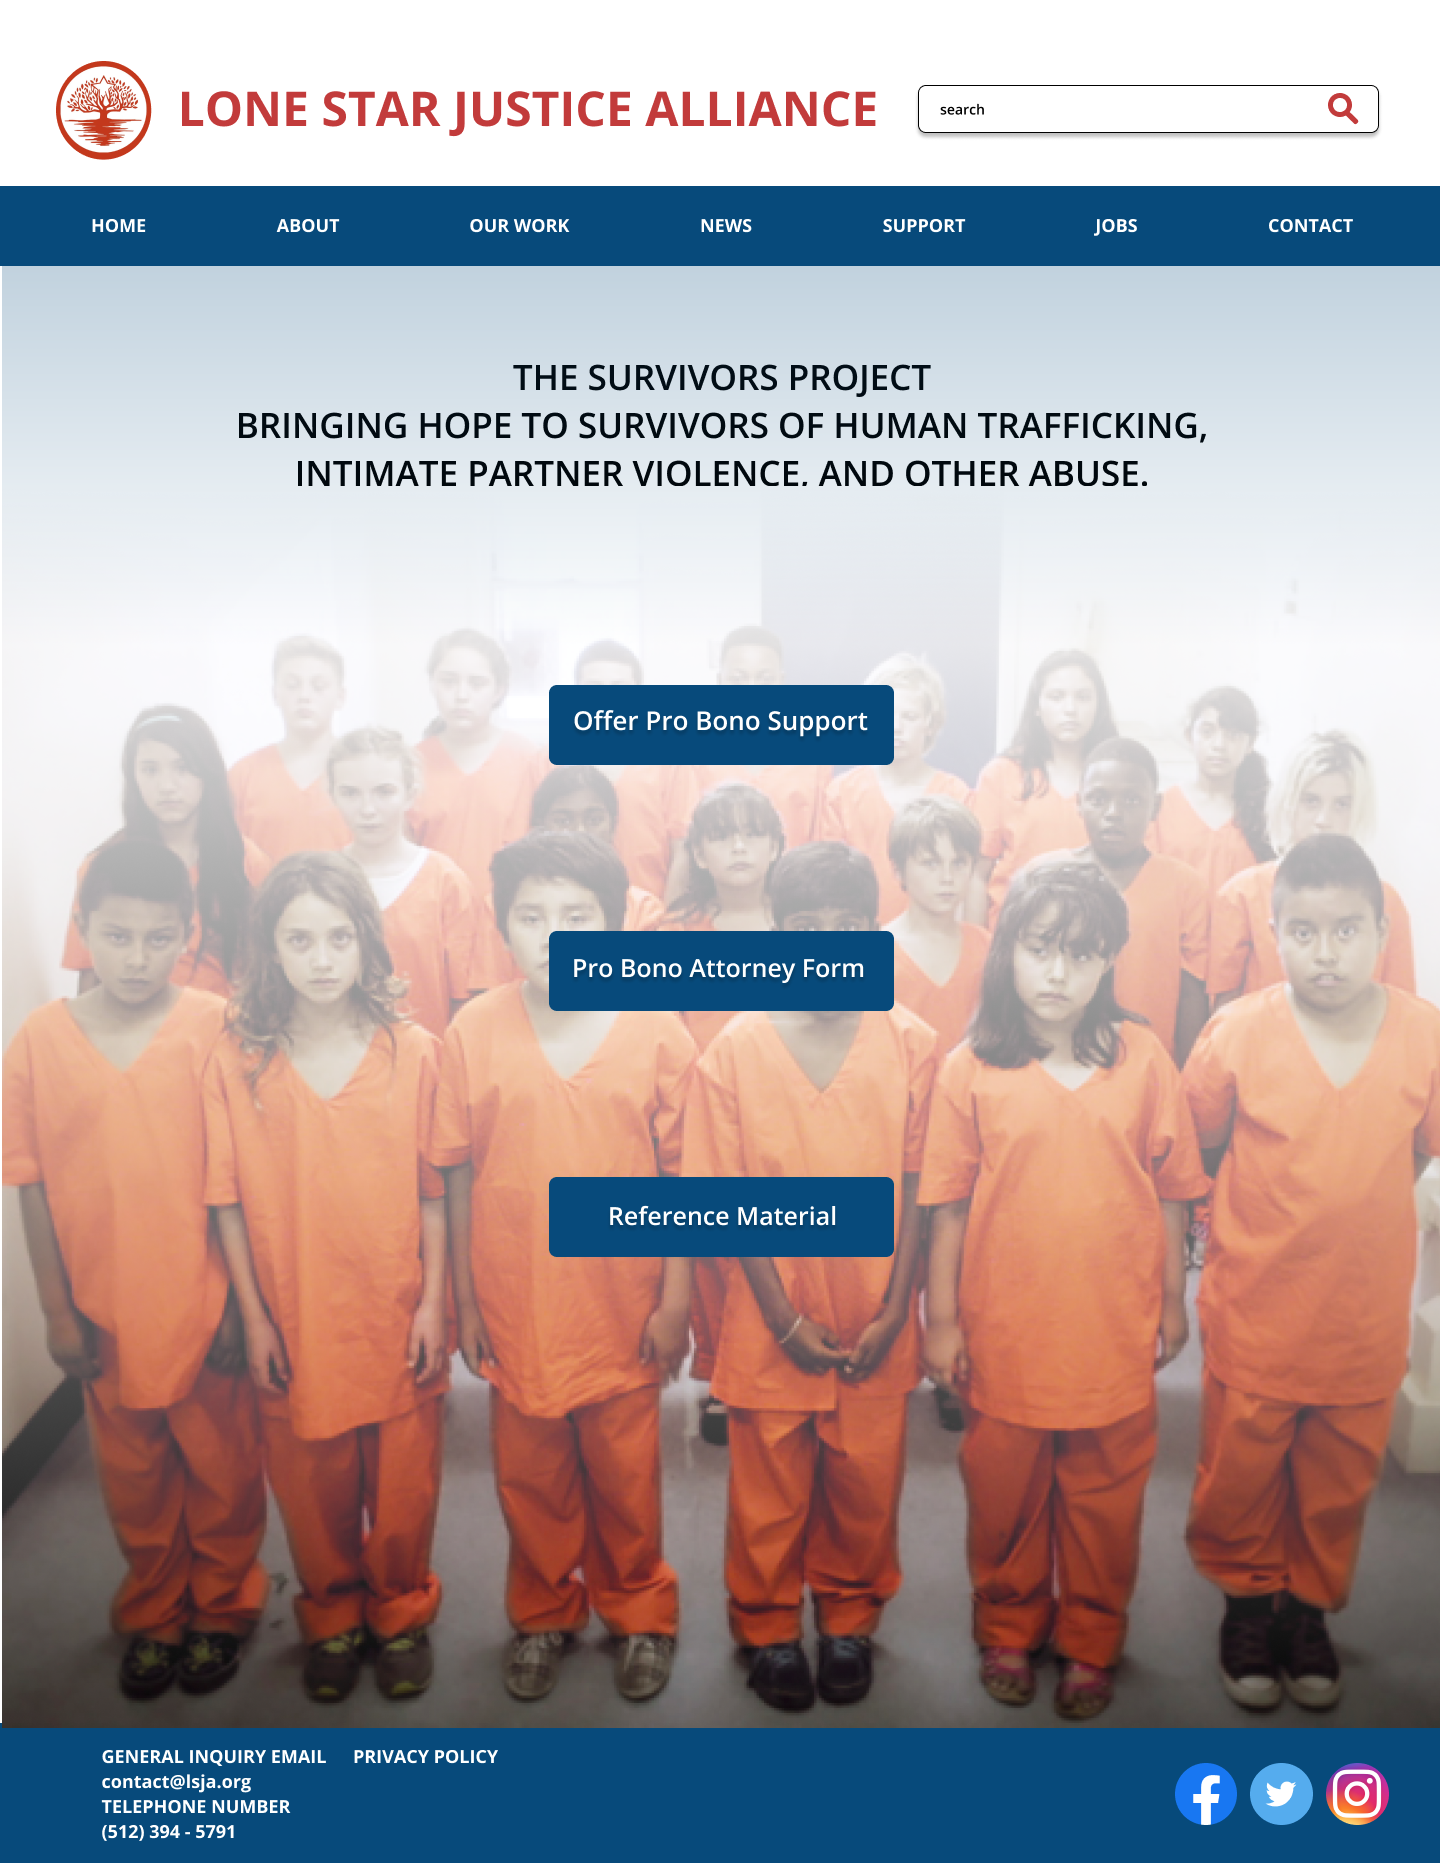 LONE STAR JUSTICE ALLIANCE
search
HOME
ABOUT
OUR WORK
NEWS
SUPPORT
JOBS
CONTACT
THE SURVIVORS PROJECT
BRINGING HOPE TO SURVIVORS OF HUMAN TRAFFICKING,
INTIMATE PARTNER VIOLENCE. AND OTHER ABUSE.
Offer Pro Bono Support
Pro Bono Attorney Form
Reference Material
GENERAL INQUIRY EMAIL
contact@lsja.org
TELEPHONE NUMBER
(512) 394 - 5791
PRIVACY POLICY